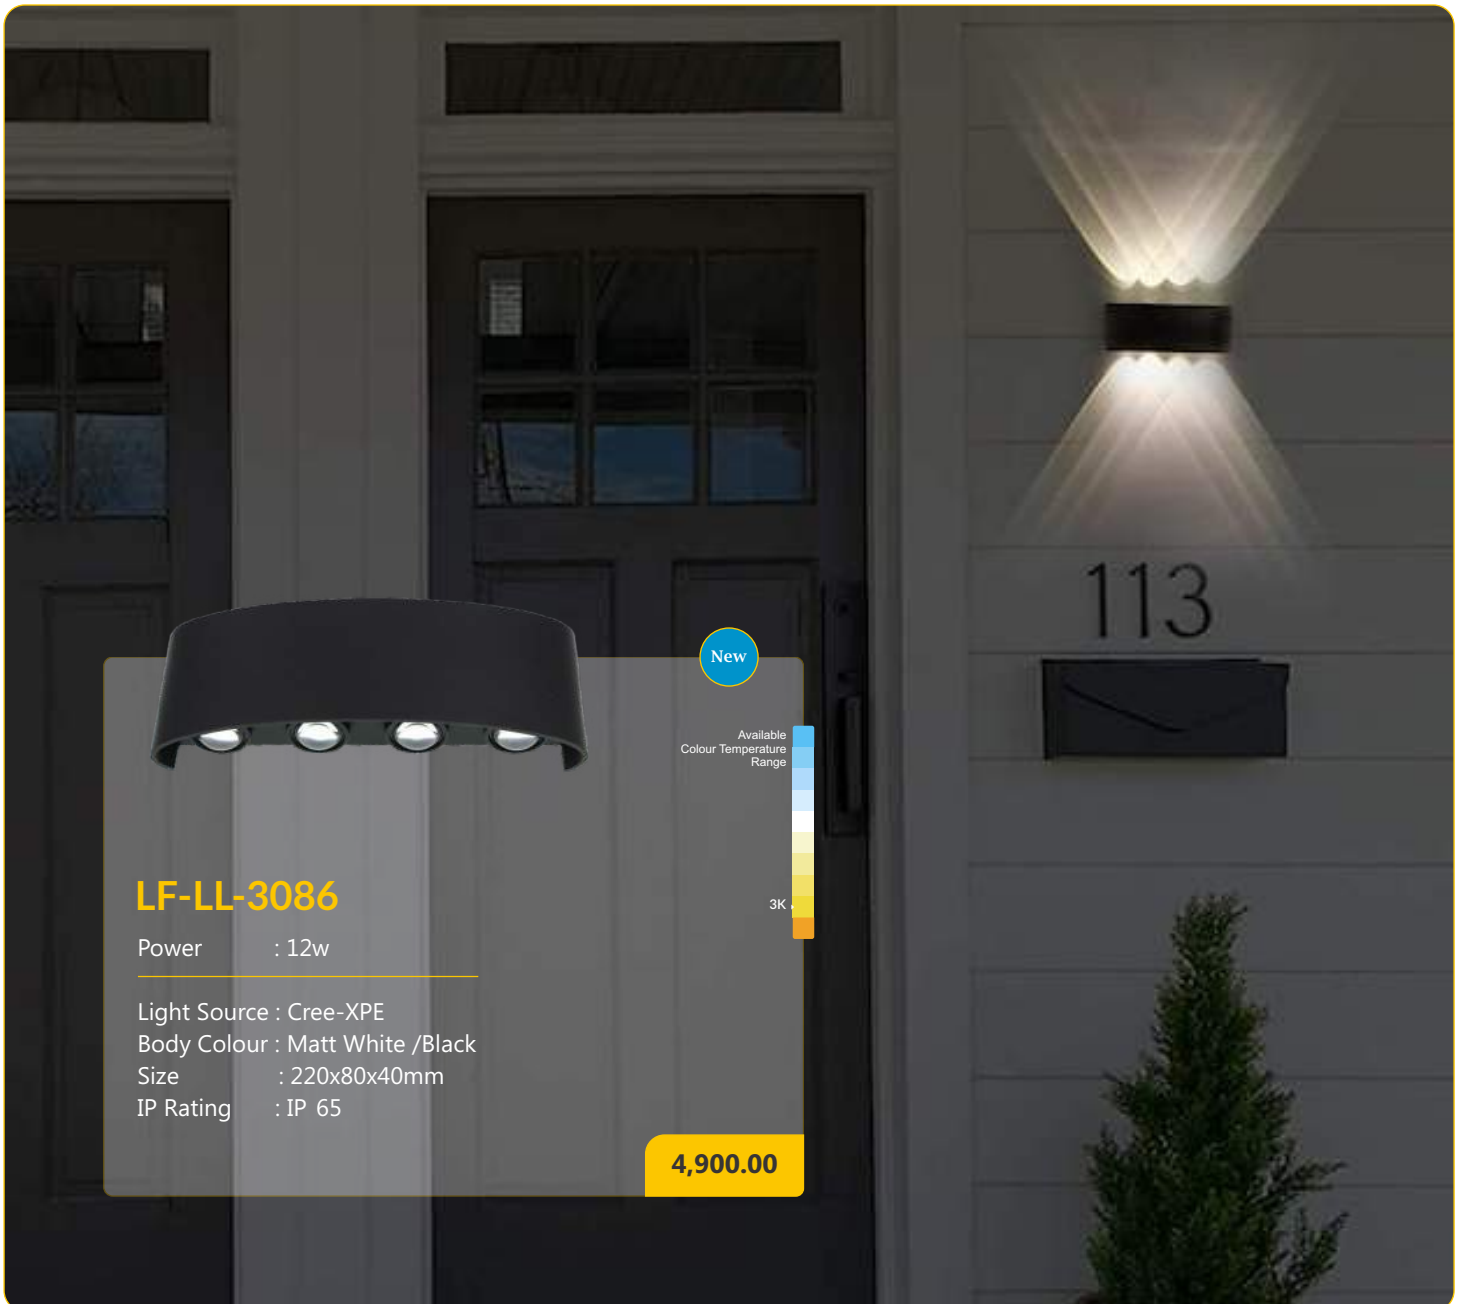 113
New
Available
Colour Temperature
Range
3K
LF-LL-3086
Power : 12w
Light Source : Cree-XPE
Body Colour : Matt White /Black
Size : 220x80x40mm
IP Rating : IP 65
4,900.00